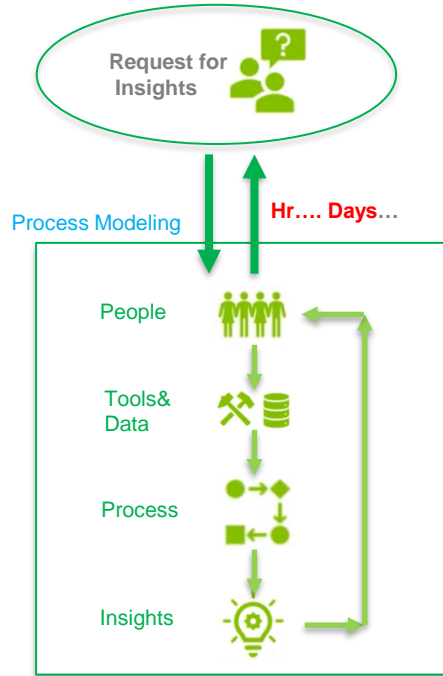 Request for
Insights
?
Process Modeling
Hr…. Days…
People
Tools&
Data
Process
Insights